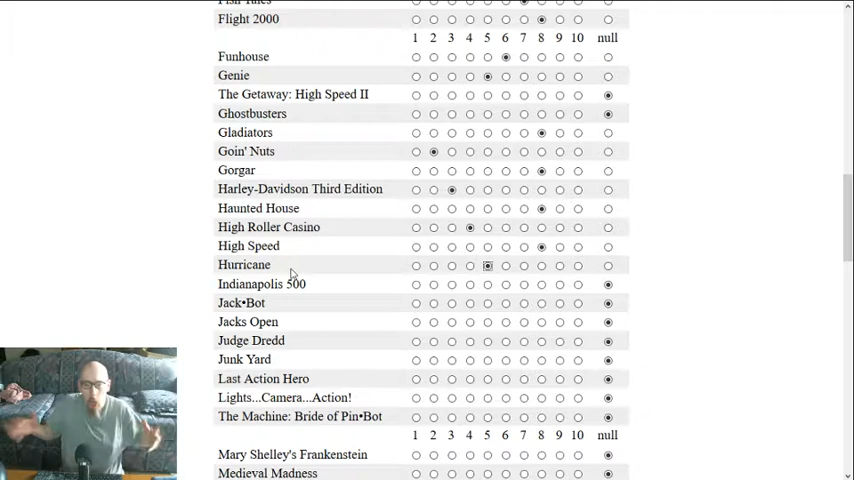 Fish Tales
Flight 2000
1 2 3 4 5 6 7 8 9 10 null
Funhouse
Genie
The Getaway: High Speed II
Ghostbusters
Gladiators
Goin' Nuts
Gorgar
Harley-Davidson Third Edition
Haunted House
High Roller Casino
High Speed
Hurricane
Indianapolis 500
Jack•Bot
Jacks Open
Judge Dredd
Junk Yard
Last Action Hero
Lights...Camera...Action!
The Machine: Bride of Pin•Bot
1 2 3 4 5 6 7 8 9 10 null
Mary Shelley's Frankenstein
Medieval Madness